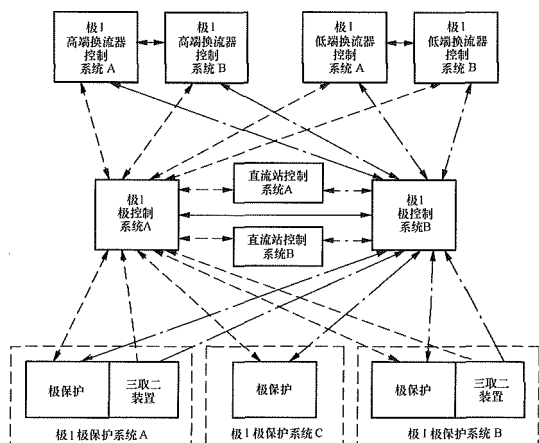 极1
高端换流器
控制
系统A
极1
高端换流器
控制
系统B
极1
低端换流器
控制
系统A
极1
低端换流器
控制
系统B
极1
极控制
系统A
直流站控制
系统A
直流站控制
系统B
极1
极控制
系统B
极保护
三取二
装置
极1极保护系统A
极保护
极1极保护系统C
极保护
三取二
装置
极1极保护系统B